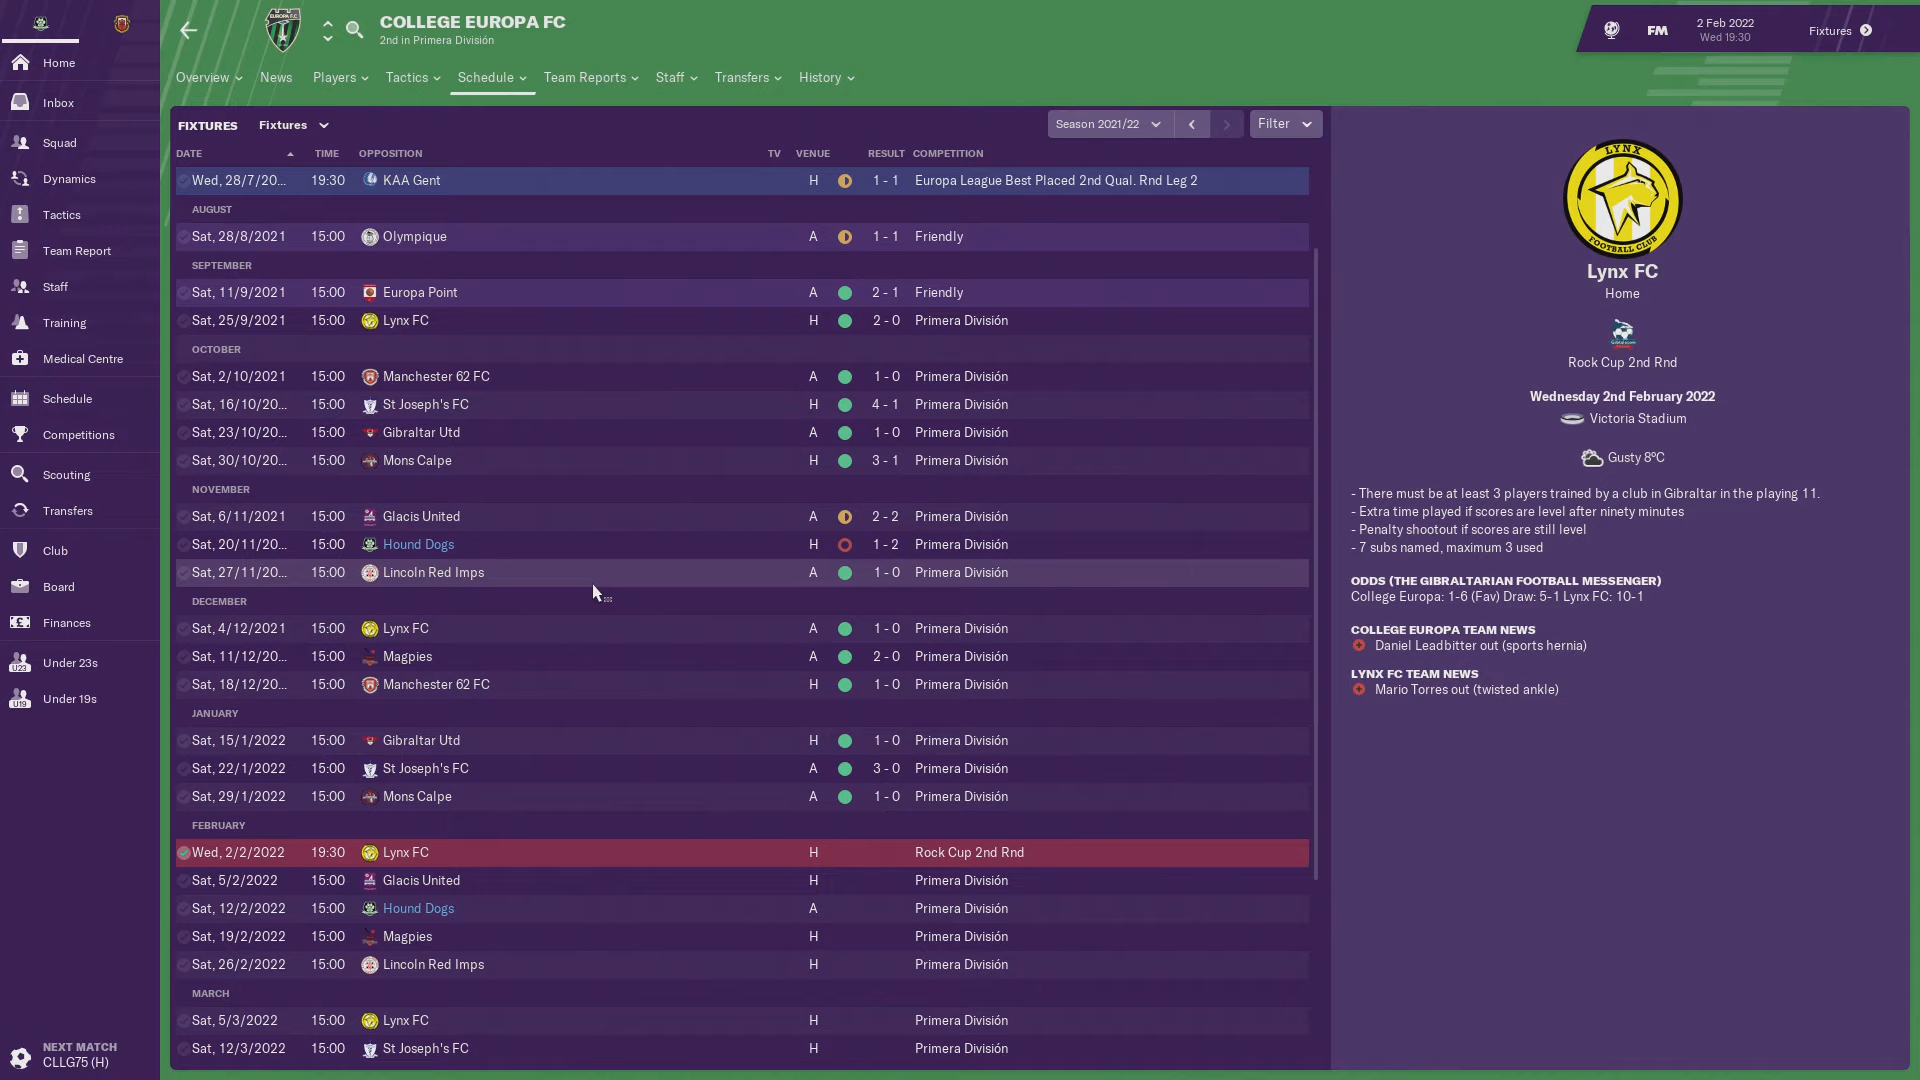 COLLEGE EUROPA FC
2nd in Primera División
FM
2 Feb 2022
Wed 19:30
Fixtures
Overview News Players Tactics Schedule Team Reports Staff Transfers History
Home
Inbox
Squad
Dynamics
Tactics
Team Report
Staff
Training
Medical Centre
Schedule
Competitions
Scouting
Transfers
Club
Board
Finances
U23 Under 23s
U19 Under 19s
NEXT MATCH
CLLG75 (H)
FIXTURES Fixtures Season 2021/22 Filter
DATE TIME OPPOSITION TV VENUE RESULT COMPETITION
Wed, 28/7/20... 19:30 KAA Gent H 1 - 1 Europa League Best Placed 2nd Qual. Rnd Leg 2
AUGUST
Sat, 28/8/2021 15:00 Olympique A 1 - 1 Friendly
SEPTEMBER
Sat, 11/9/2021 15:00 Europa Point A 2 - 1 Friendly
Sat, 25/9/2021 15:00 Lynx FC H 2 - 0 Primera División
OCTOBER
Sat, 2/10/2021 15:00 Manchester 62 FC A 1 - 0 Primera División
Sat, 16/10/20... 15:00 St Joseph's FC H 4 - 1 Primera División
Sat, 23/10/20... 15:00 Gibraltar Utd A 1 - 0 Primera División
Sat, 30/10/20... 15:00 Mons Calpe H 3 - 1 Primera División
NOVEMBER
Sat, 6/11/2021 15:00 Glacis United A 2 - 2 Primera División
Sat, 20/11/20... 15:00 Hound Dogs H 1 - 2 Primera División
Sat, 27/11/20... 15:00 Lincoln Red Imps A 1 - 0 Primera División
DECEMBER
Sat, 4/12/2021 15:00 Lynx FC A 1 - 0 Primera División
Sat, 11/12/20... 15:00 Magpies A 2 - 0 Primera División
Sat, 18/12/20... 15:00 Manchester 62 FC H 1 - 0 Primera División
JANUARY
Sat, 15/1/2022 15:00 Gibraltar Utd H 1 - 0 Primera División
Sat, 22/1/2022 15:00 St Joseph's FC A 3 - 0 Primera División
Sat, 29/1/2022 15:00 Mons Calpe A 1 - 0 Primera División
FEBRUARY
Wed, 2/2/2022 19:30 Lynx FC H Rock Cup 2nd Rnd
Sat, 5/2/2022 15:00 Glacis United H Primera División
Sat, 12/2/2022 15:00 Hound Dogs A Primera División
Sat, 19/2/2022 15:00 Magpies H Primera División
Sat, 26/2/2022 15:00 Lincoln Red Imps H Primera División
MARCH
Sat, 5/3/2022 15:00 Lynx FC H Primera División
Sat, 12/3/2022 15:00 St Joseph's FC H Primera División
LYNX
FOOTBALL CLUB
Lynx FC
Home
Rock Cup 2nd Rnd
Wednesday 2nd February 2022
Victoria Stadium
Gusty 8ºC
- There must be at least 3 players trained by a club in Gibraltar in the playing 11.
- Extra time played if scores are level after ninety minutes
- Penalty shootout if scores are still level
- 7 subs named, maximum 3 used
ODDS (THE GIBRALTARIAN FOOTBALL MESSENGER)
College Europa: 1-6 (Fav) Draw: 5-1 Lynx FC: 10-1
COLLEGE EUROPA TEAM NEWS
Daniel Leadbitter out (sports hernia)
LYNX FC TEAM NEWS
Mario Torres out (twisted ankle)